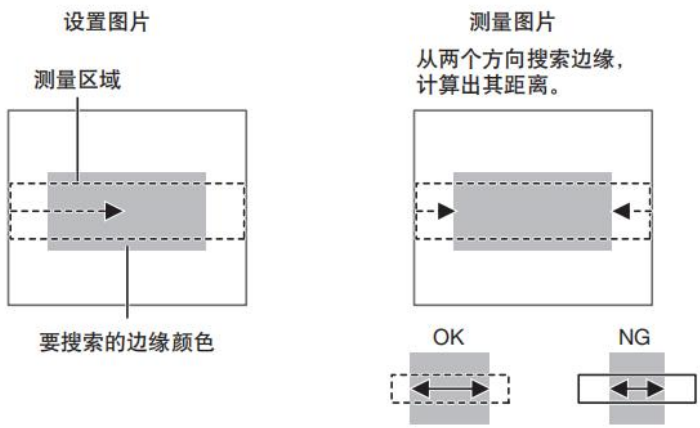 设置图片
测量区域
要搜索的边缘颜色
测量图片
从两个方向搜索边缘，
计算出其距离。
OK
NG